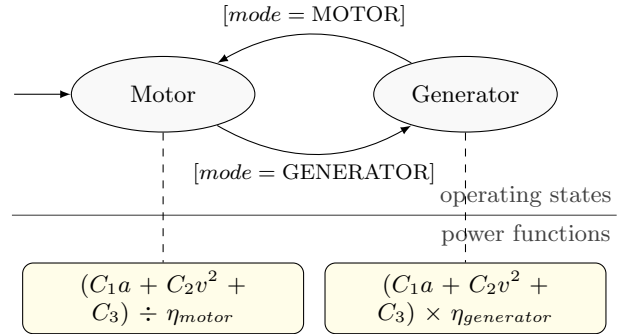 [mode = MOTOR]
Motor
Generator
[mode = GENERATOR]
operating states
power functions
(C₁a + C₂v² +
C₃) ÷ ηmotor
(C₁a + C₂v² +
C₃) × ηgenerator